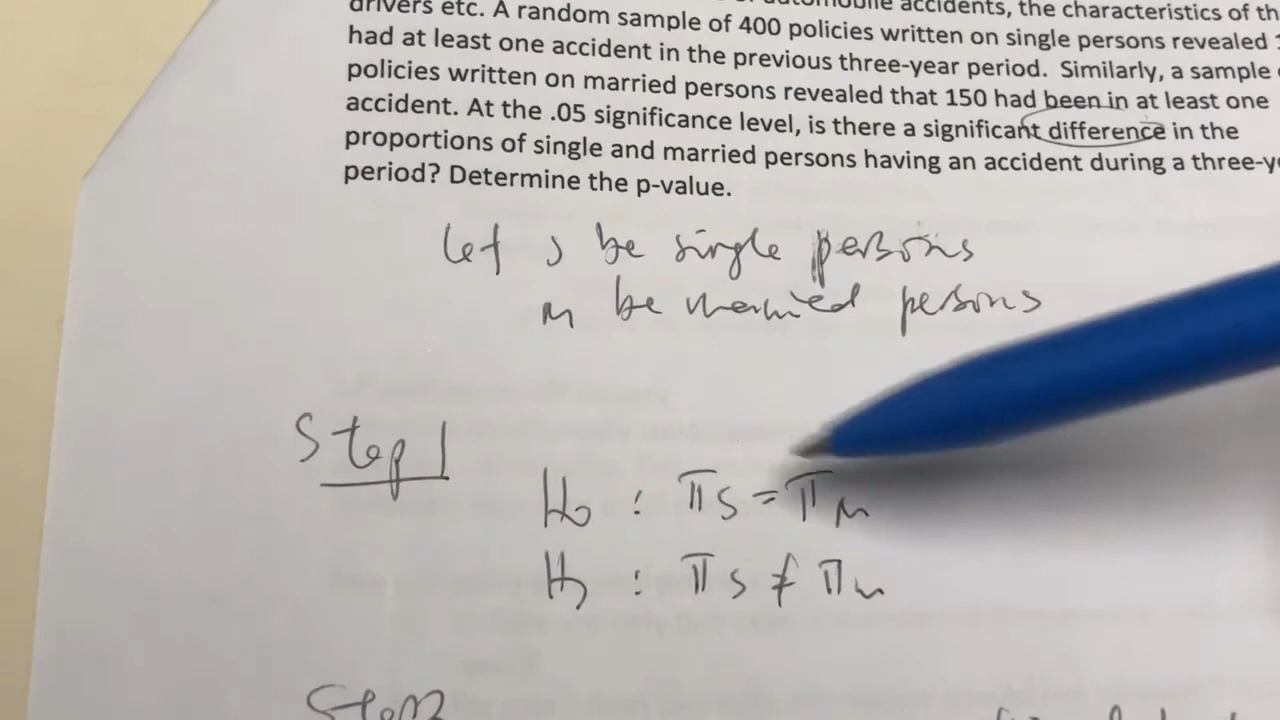 drivers etc. A random sample of 400 policies written on single persons revealed
had at least one accident in the previous three-year period. Similarly, a sample
policies written on married persons revealed that 150 had been in at least one
accident. At the .05 significance level, is there a significant difference in the
proportions of single and married persons having an accident during a three-y
period? Determine the p-value.
Let s be single persons
m be married persons
Step 1
H₀ : πs = πm
H₁ : πs ≠ πm
Step2